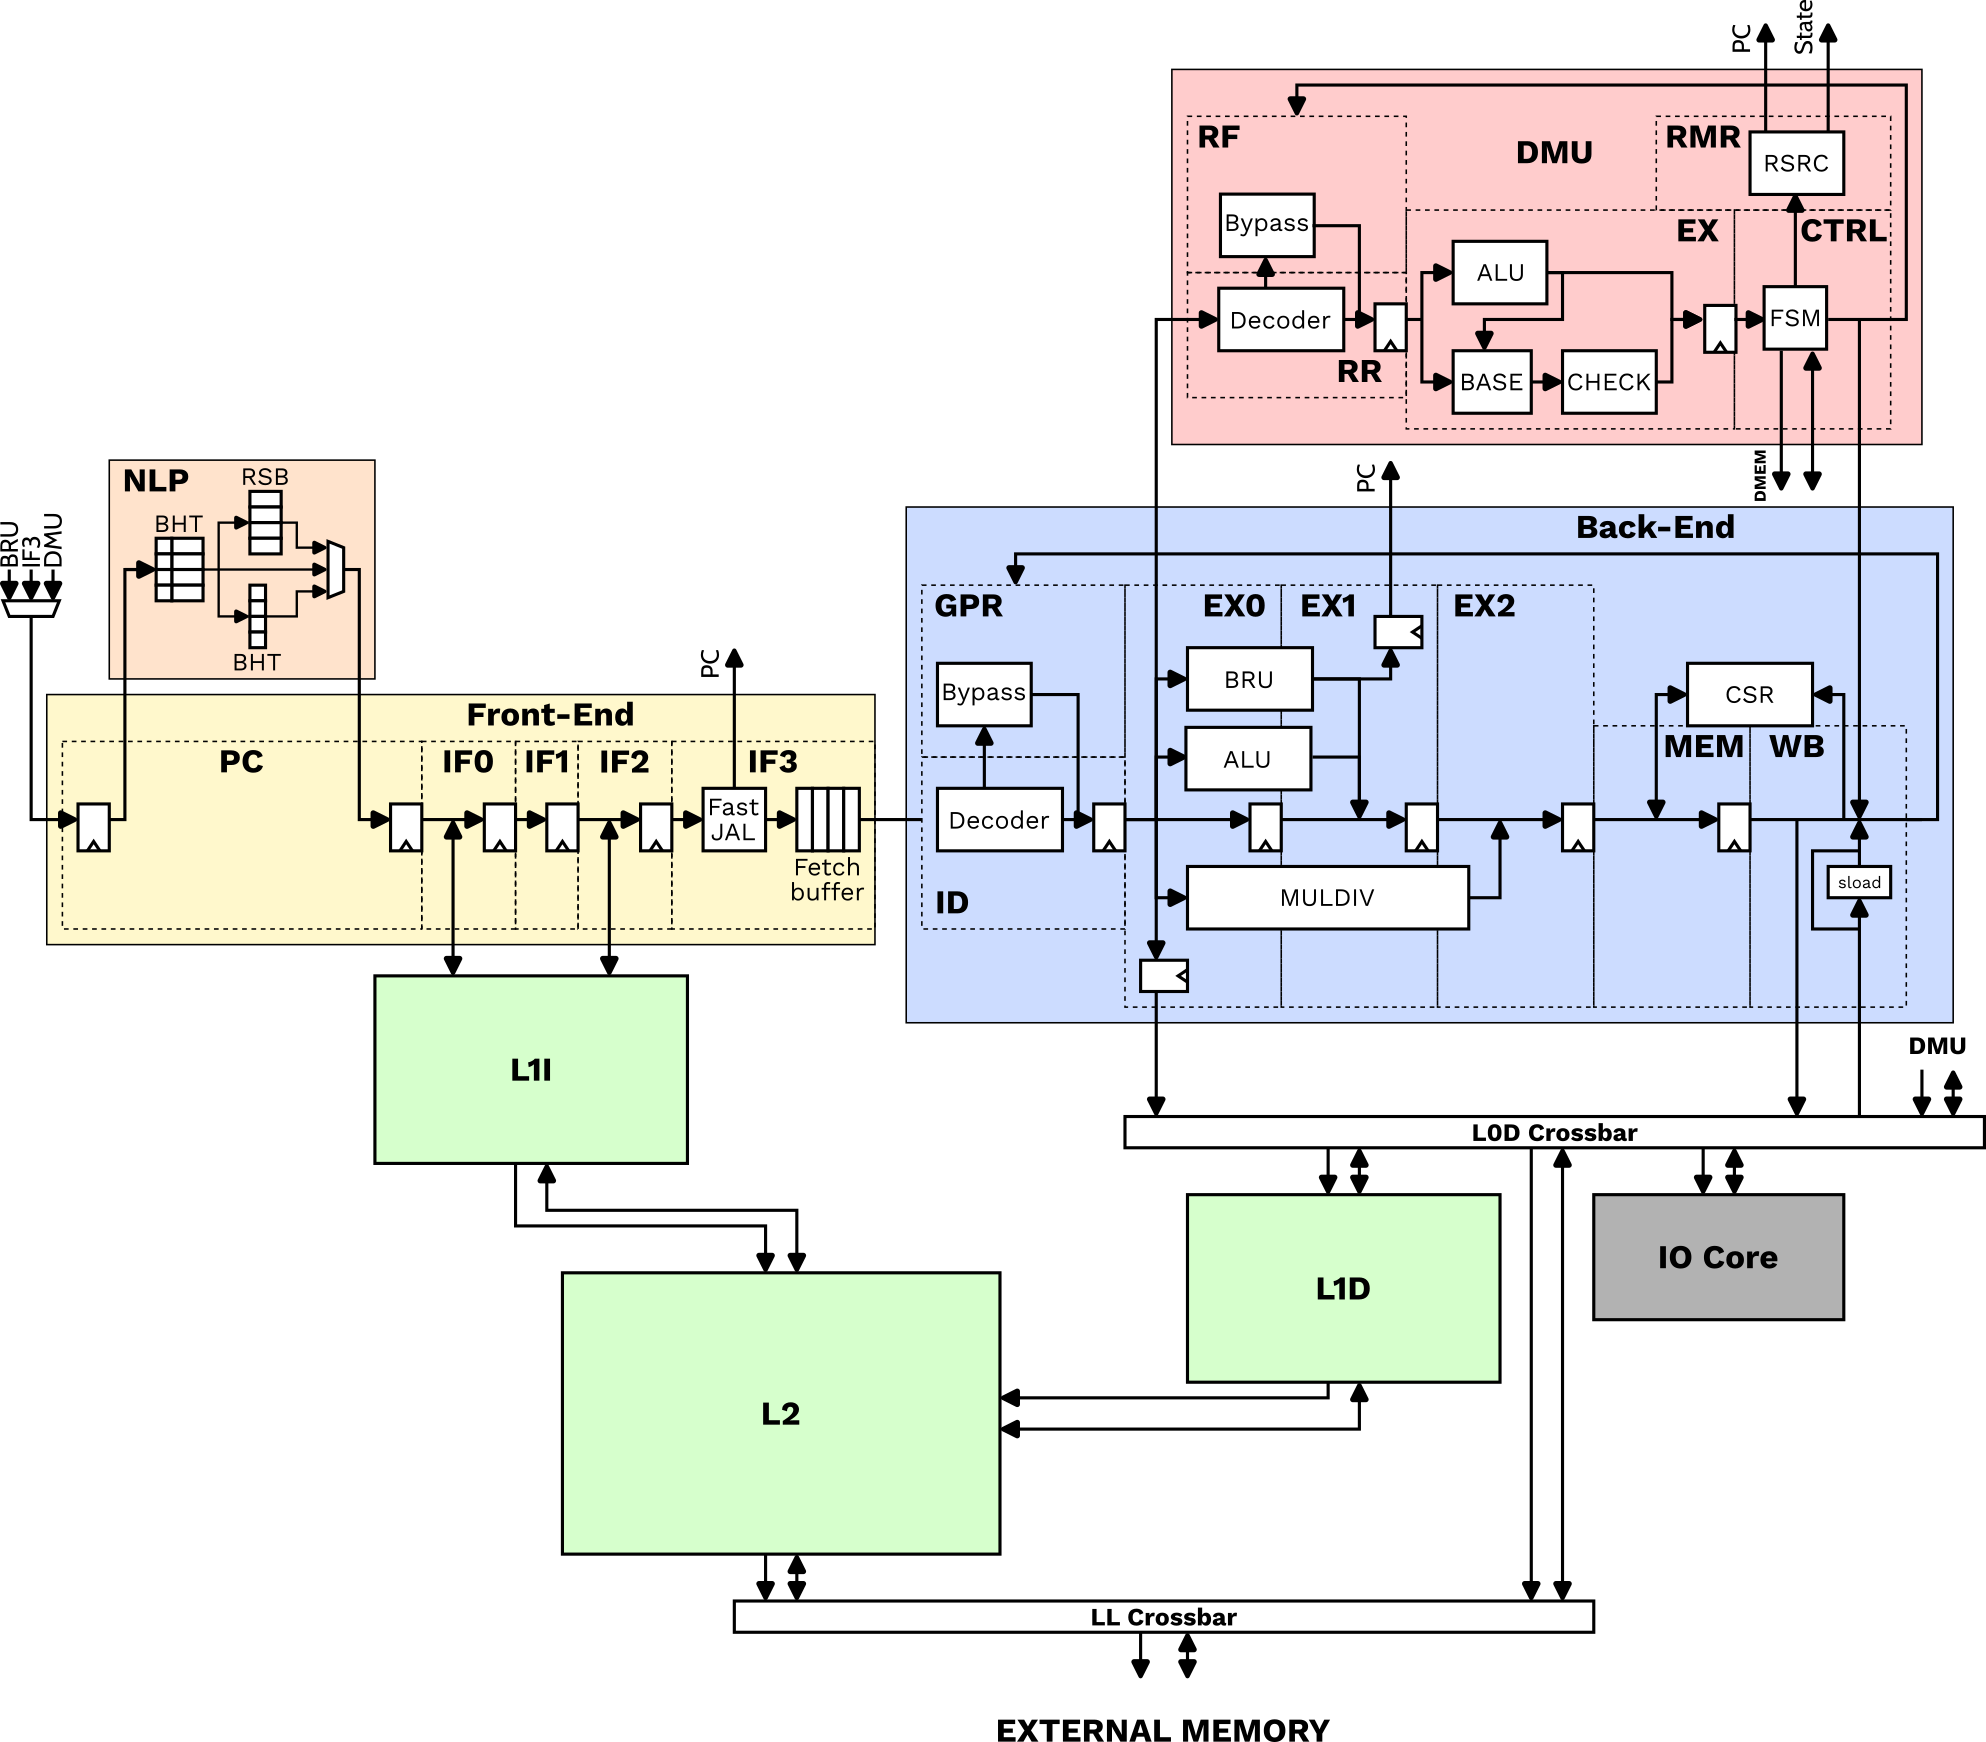 PC
State
RF
DMU
RMR
RSRC
Bypass
EX
CTRL
ALU
Decoder
FSM
RR
BASE
CHECK
DMEM
PC
NLP
RSB
BHT
BHT
BRU
IF3
DMU
Back-End
GPR
EX0
EX1
EX2
Bypass
BRU
CSR
ALU
MEM
WB
Decoder
sload
ID
MULDIV
PC
Front-End
PC
IF0
IF1
IF2
IF3
Fast
JAL
Fetch
buffer
L1I
DMU
L0D Crossbar
L1D
IO Core
L2
LL Crossbar
EXTERNAL MEMORY